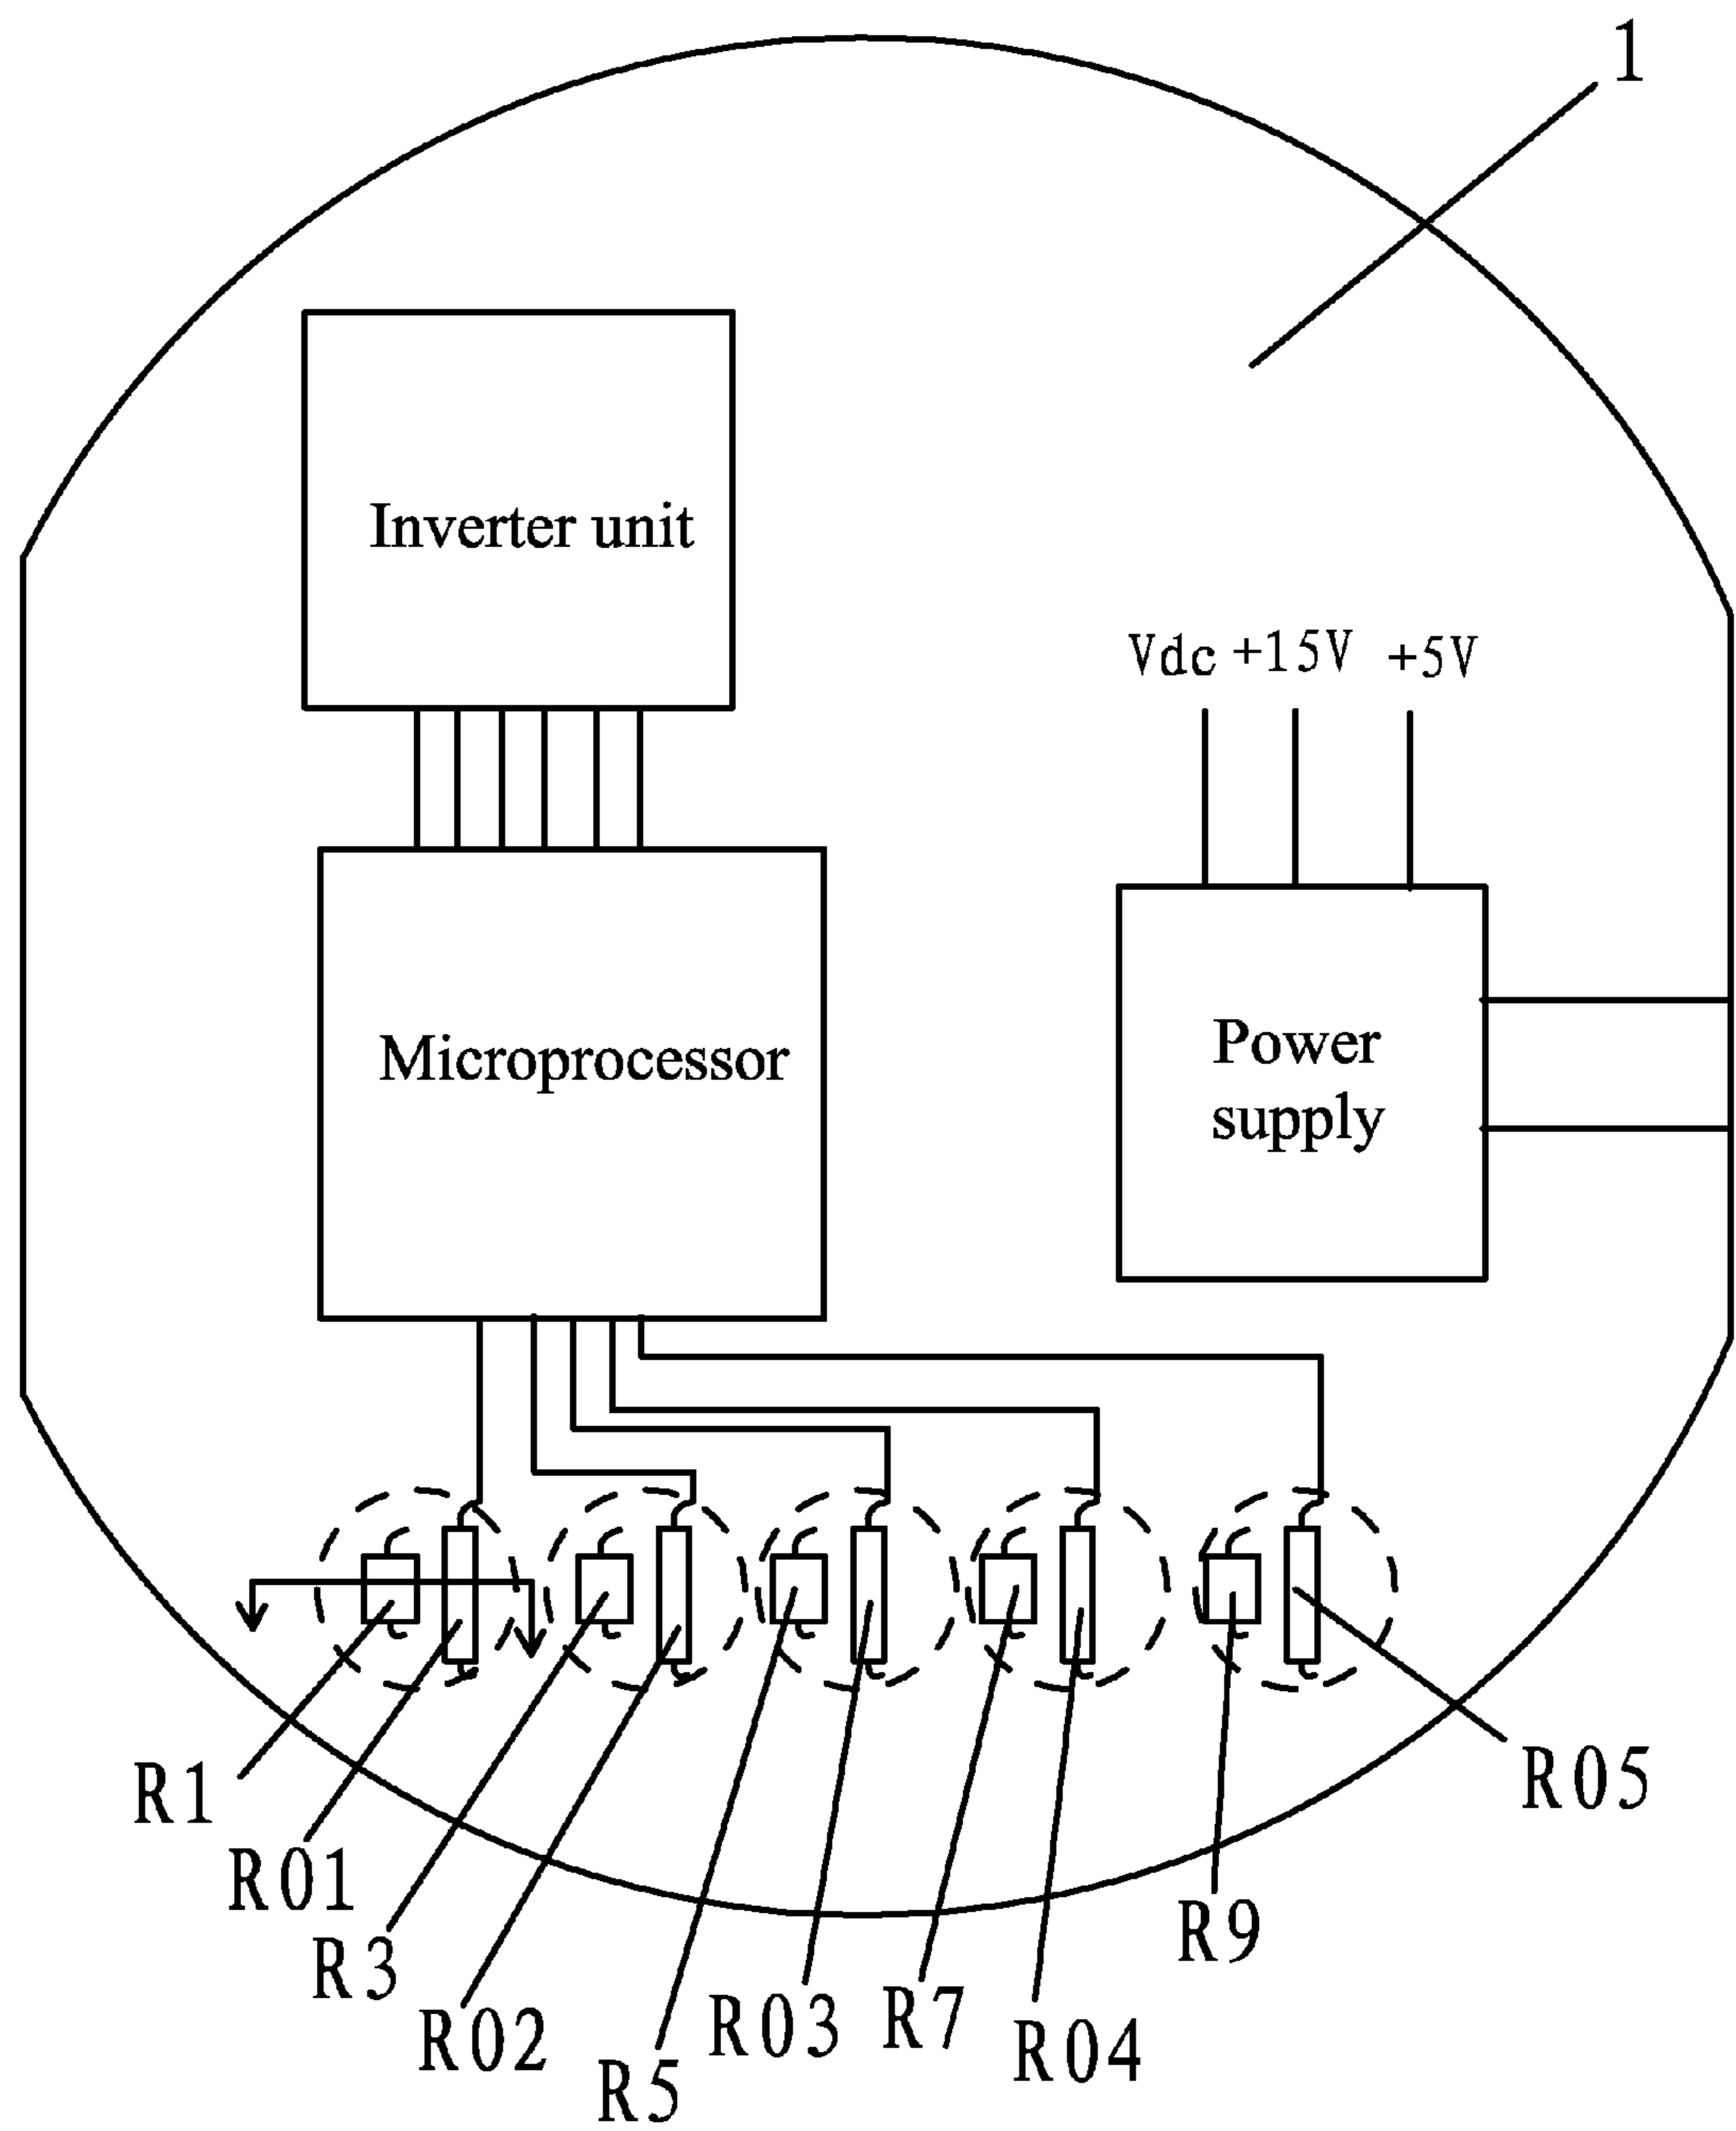 1
Inverter unit
Vdc +15V +5V
Microprocessor
Power
supply
R1
R01
R3
R02
R5
R03
R7
R04
R9
R05